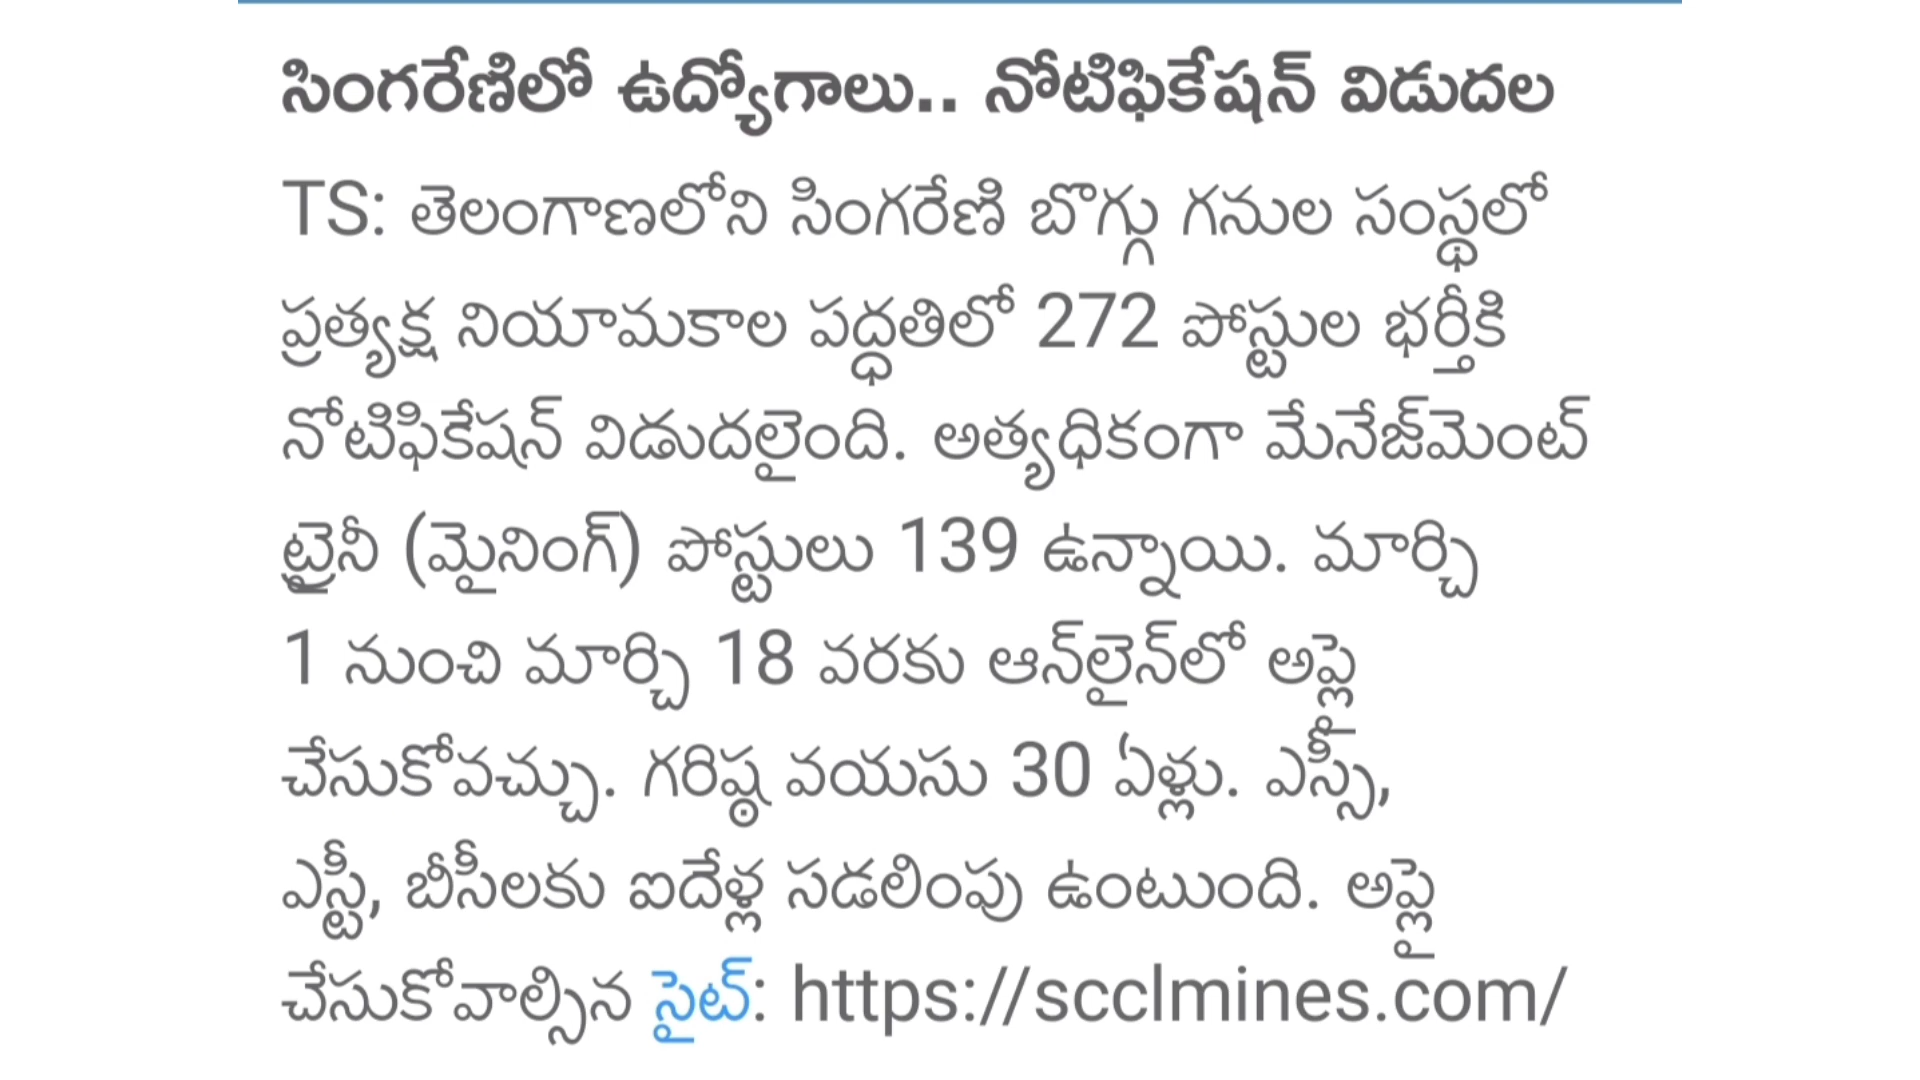 సింగరేణిలో ఉద్యోగాలు.. నోటిఫికేషన్ విడుదల
TS: తెలంగాణలోని సింగరేణి బొగ్గు గనుల సంస్థలో
ప్రత్యక్ష నియామకాల పద్ధతిలో 272 పోస్టుల భర్తీకి
నోటిఫికేషన్ విడుదలైంది. అత్యధికంగా మేనేజ్‌మెంట్
ట్రైనీ (మైనింగ్) పోస్టులు 139 ఉన్నాయి. మార్చి
1 నుంచి మార్చి 18 వరకు ఆన్‌లైన్‌లో అప్లై
చేసుకోవచ్చు. గరిష్ఠ వయసు 30 ఏళ్లు. ఎస్సీ,
ఎస్టీ, బీసీలకు ఐదేళ్ల సడలింపు ఉంటుంది. అప్లై
చేసుకోవాల్సిన సైట్: https://scclmines.com/